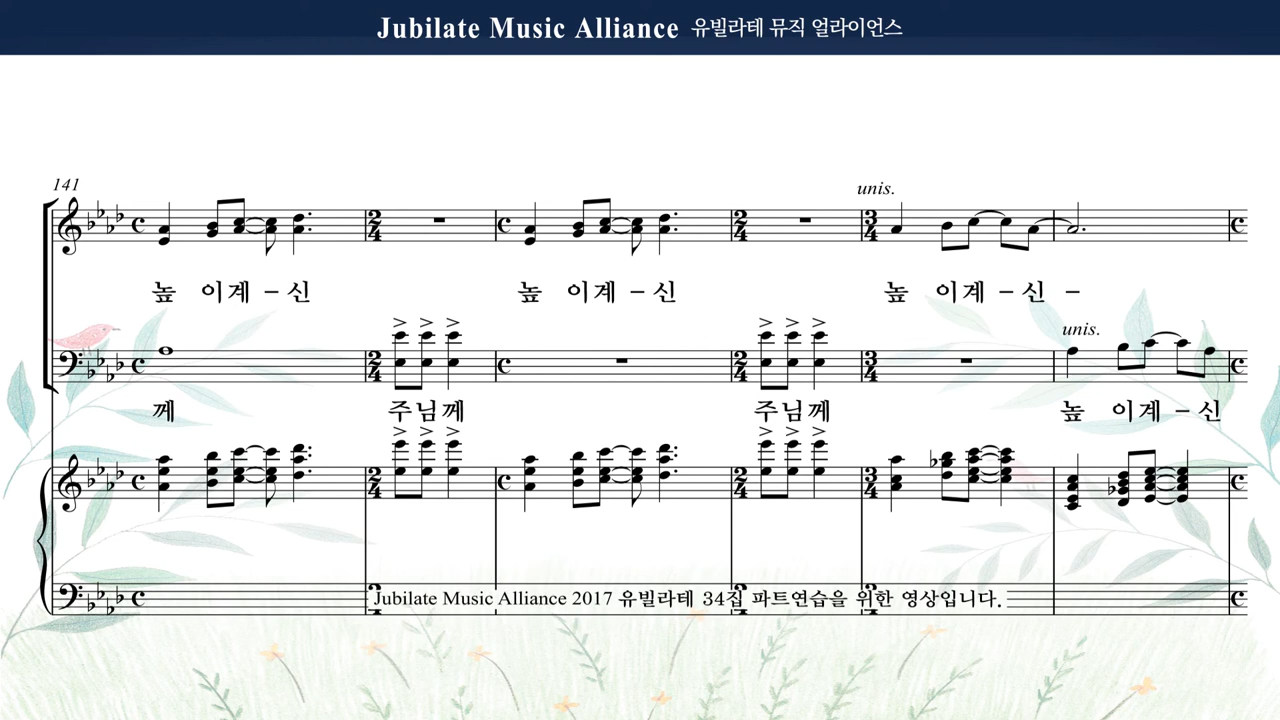 Jubilate Music Alliance 유빌라테 뮤직 얼라이언스
141
unis.
높 이계 – 신 높 이계 – 신 높 이계 – 신 –
unis.
께 주님께 주님께 높 이계 – 신
Jubilate Music Alliance 2017 유빌라테 34집 파트연습을 위한 영상입니다.